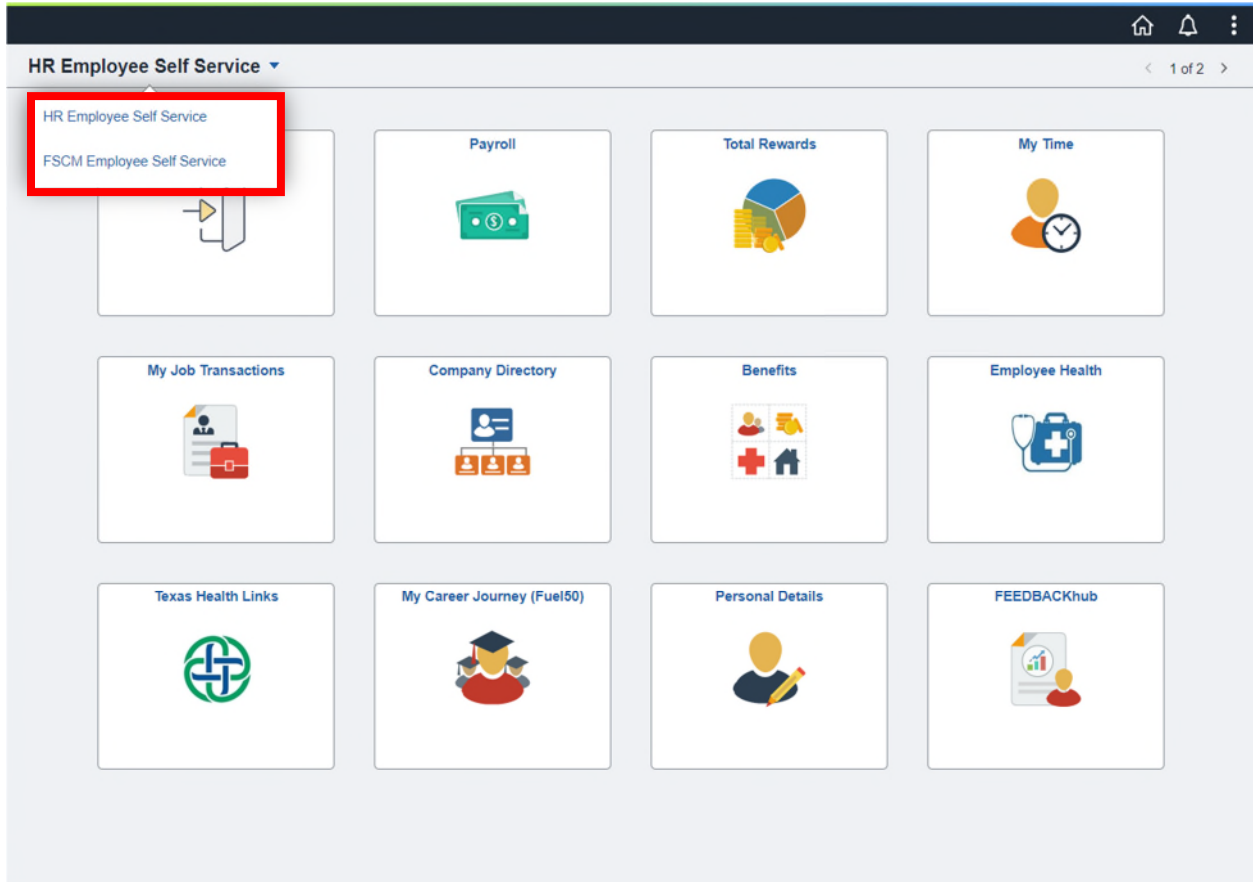 HR Employee Self Service
1 of 2
HR Employee Self Service
FSCM Employee Self Service
Payroll
Total Rewards
My Time
My Job Transactions
Company Directory
Benefits
Employee Health
Texas Health Links
My Career Journey (Fuel50)
Personal Details
FEEDBACKhub